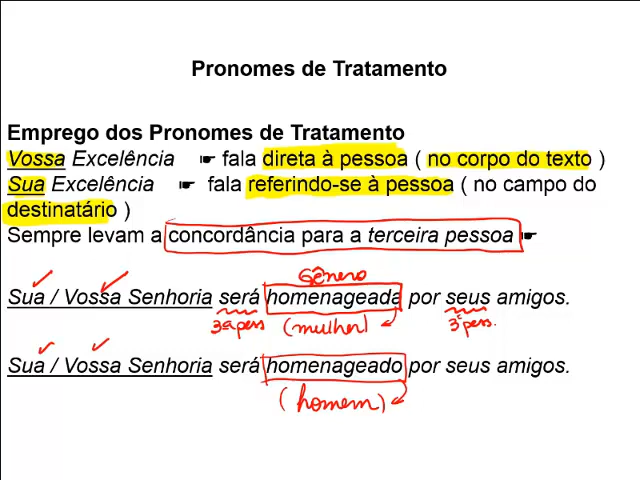 Pronomes de Tratamento
Emprego dos Pronomes de Tratamento
Vossa Excelência ☛ fala direta à pessoa ( no corpo do texto )
Sua Excelência ☛ fala referindo-se à pessoa ( no campo do
destinatário )
Sempre levam a concordância para a terceira pessoa ☛
Gênero
Sua / Vossa Senhoria será homenageada por seus amigos.
3ª pess (mulher) 3ª pess.
Sua / Vossa Senhoria será homenageado por seus amigos.
(homem)